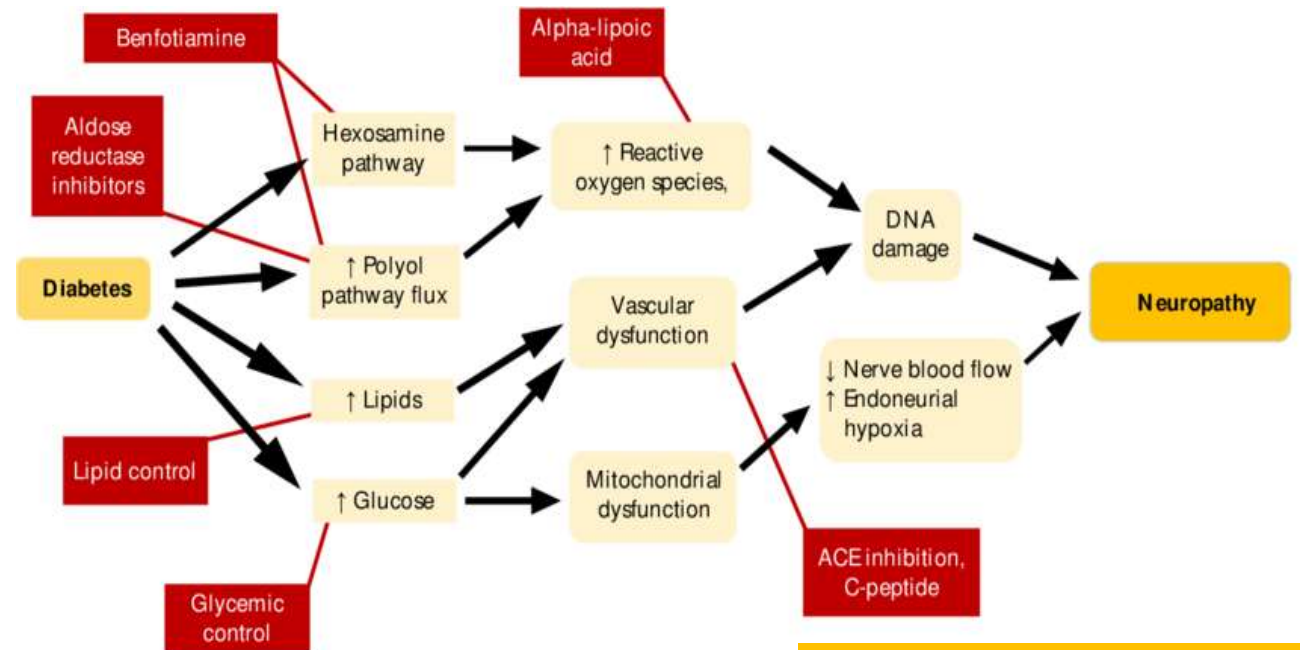 Benfotiamine
Alpha-lipoic
acid
Aldose
reductase
inhibitors
Hexosamine
pathway
↑ Reactive
oxygen species,
DNA
damage
Diabetes
↑ Polyol
pathway flux
Vascular
dysfunction
Neuropathy
↓ Nerve blood flow
↑ Endoneurial
hypoxia
↑ Lipids
Lipid control
↑ Glucose
Mitochondrial
dysfunction
ACE inhibition,
C-peptide
Glycemic
control